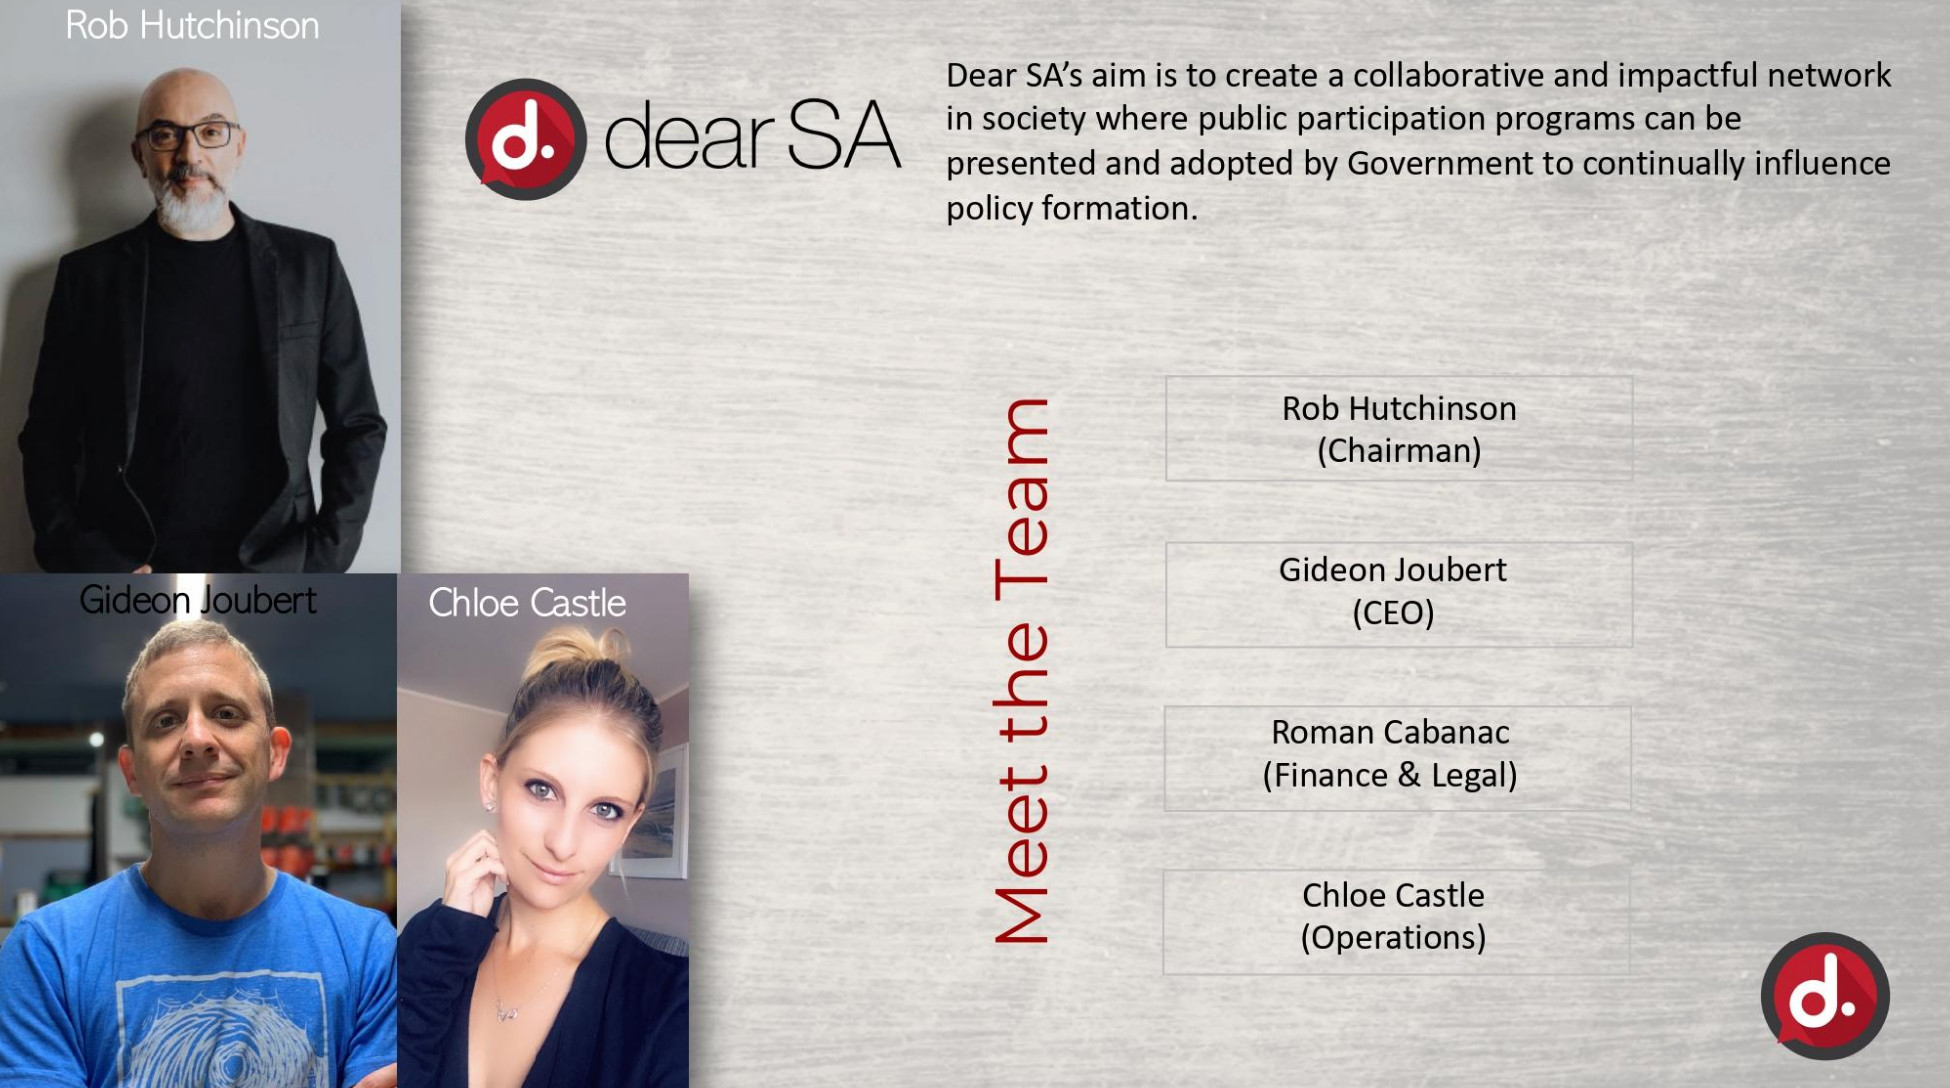 Rob Hutchinson
d.
dear SA
Dear SA’s aim is to create a collaborative and impactful network
in society where public participation programs can be
presented and adopted by Government to continually influence
policy formation.
Meet the Team
Rob Hutchinson
(Chairman)
Gideon Joubert
(CEO)
Roman Cabanac
(Finance & Legal)
Chloe Castle
(Operations)
Gideon Joubert
Chloe Castle
d.